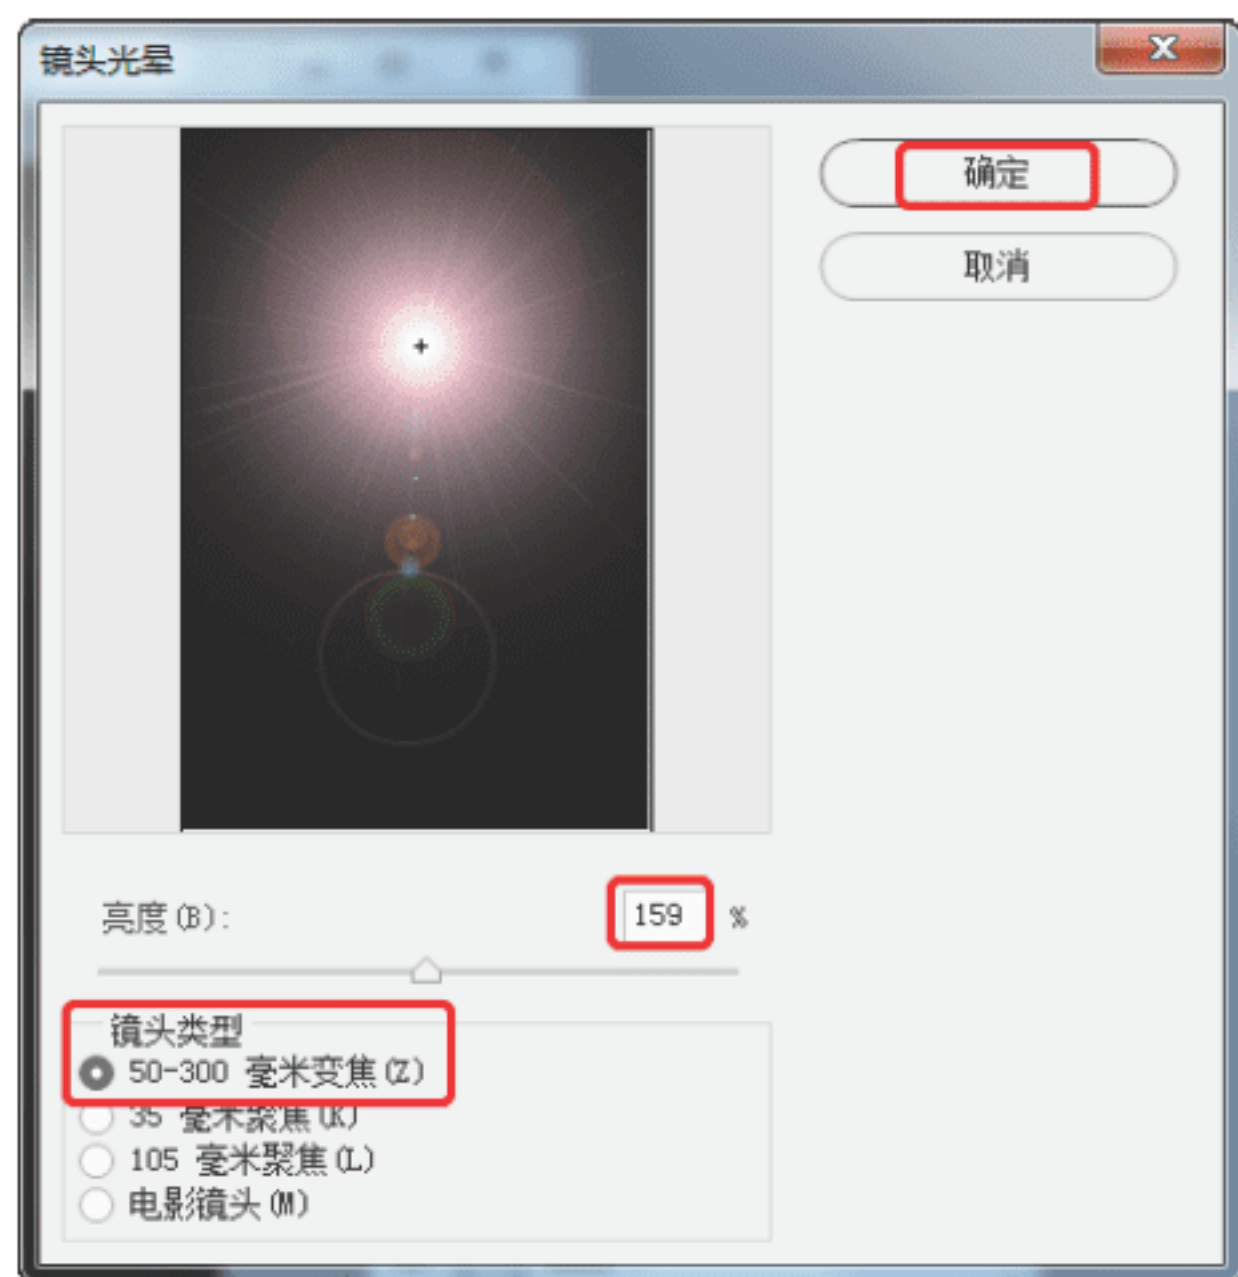 镜头光晕
确定
取消
亮度(B):
159 %
镜头类型
50-300 毫米变焦(Z)
35 毫米聚焦(K)
105 毫米聚焦(L)
电影镜头(M)